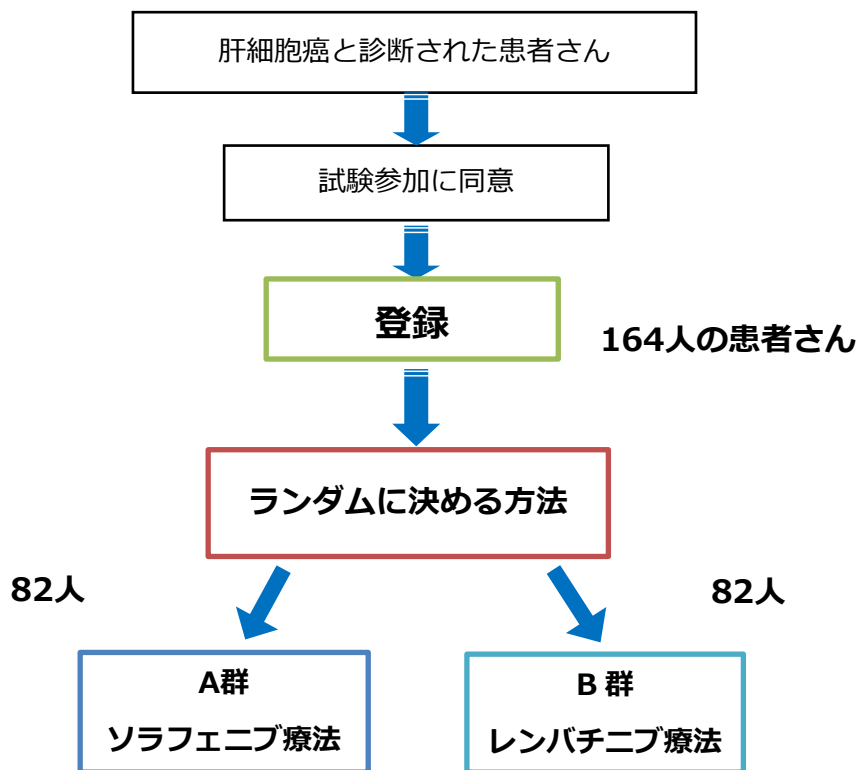 肝細胞癌と診断された患者さん
試験参加に同意
登録
164人の患者さん
ランダムに決める方法
82人
82人
A群
ソラフェニブ療法
B 群
レンバチニブ療法